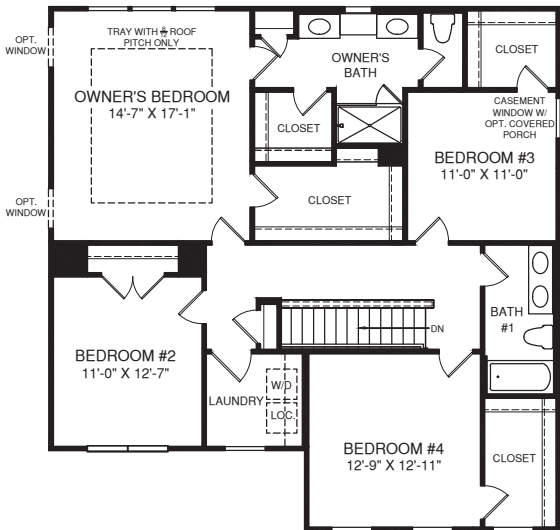 OPT.
WINDOW
TRAY WITH 8/12 ROOF
PITCH ONLY
OWNER'S
BATH
CLOSET
OWNER'S BEDROOM
14'-7" X 17'-1"
CLOSET
CASEMENT
WINDOW W/
OPT. COVERED
PORCH
BEDROOM #3
11'-0" X 11'-0"
OPT.
WINDOW
CLOSET
BATH
#1
DN
BEDROOM #2
11'-0" X 12'-7"
LAUNDRY
W/D
LOC.
BEDROOM #4
12'-9" X 12'-11"
CLOSET